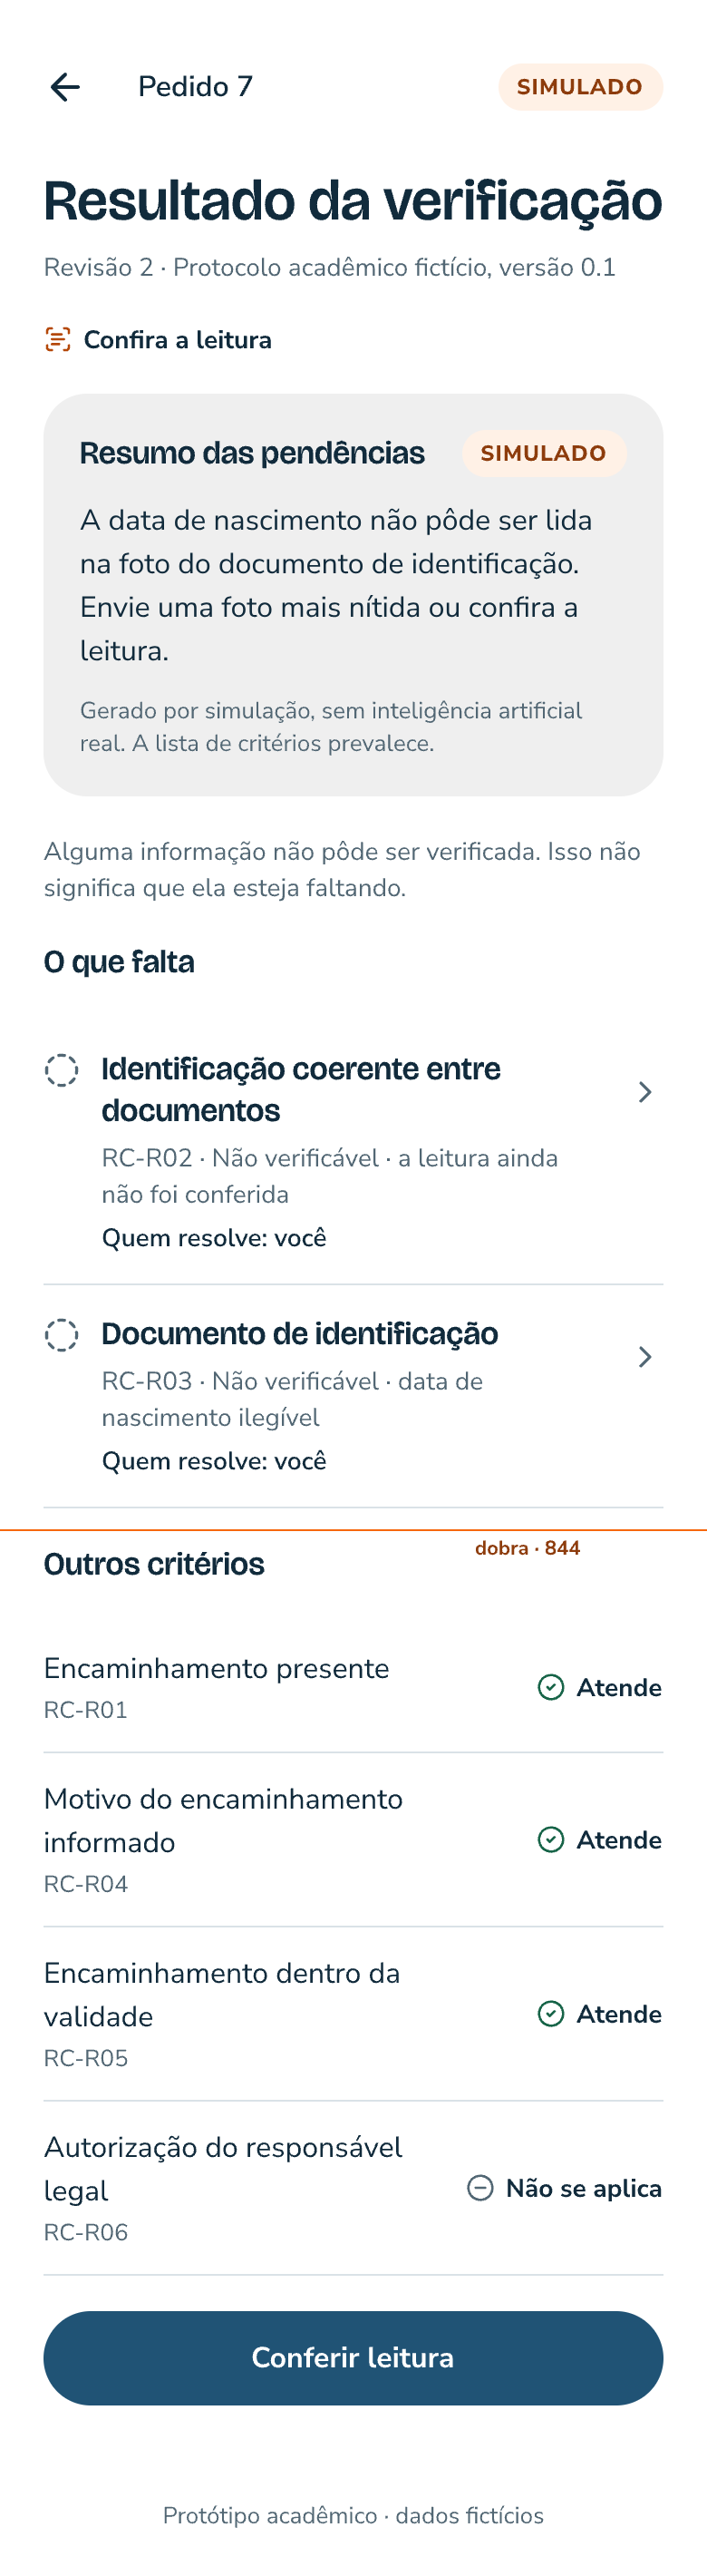 Pedido 7
SIMULADO
Resultado da verificação
Revisão 2 · Protocolo acadêmico fictício, versão 0.1
Confira a leitura
Resumo das pendências
SIMULADO
A data de nascimento não pôde ser lida
na foto do documento de identificação.
Envie uma foto mais nítida ou confira a
leitura.
Gerado por simulação, sem inteligência artificial
real. A lista de critérios prevalece.
Alguma informação não pôde ser verificada. Isso não
significa que ela esteja faltando.
O que falta
Identificação coerente entre
documentos
RC-R02 · Não verificável · a leitura ainda
não foi conferida
Quem resolve: você
Documento de identificação
RC-R03 · Não verificável · data de
nascimento ilegível
Quem resolve: você
dobra · 844
Outros critérios
Encaminhamento presente
RC-R01
Atende
Motivo do encaminhamento
informado
RC-R04
Atende
Encaminhamento dentro da
validade
RC-R05
Atende
Autorização do responsável
legal
RC-R06
Não se aplica
Conferir leitura
Protótipo acadêmico · dados fictícios